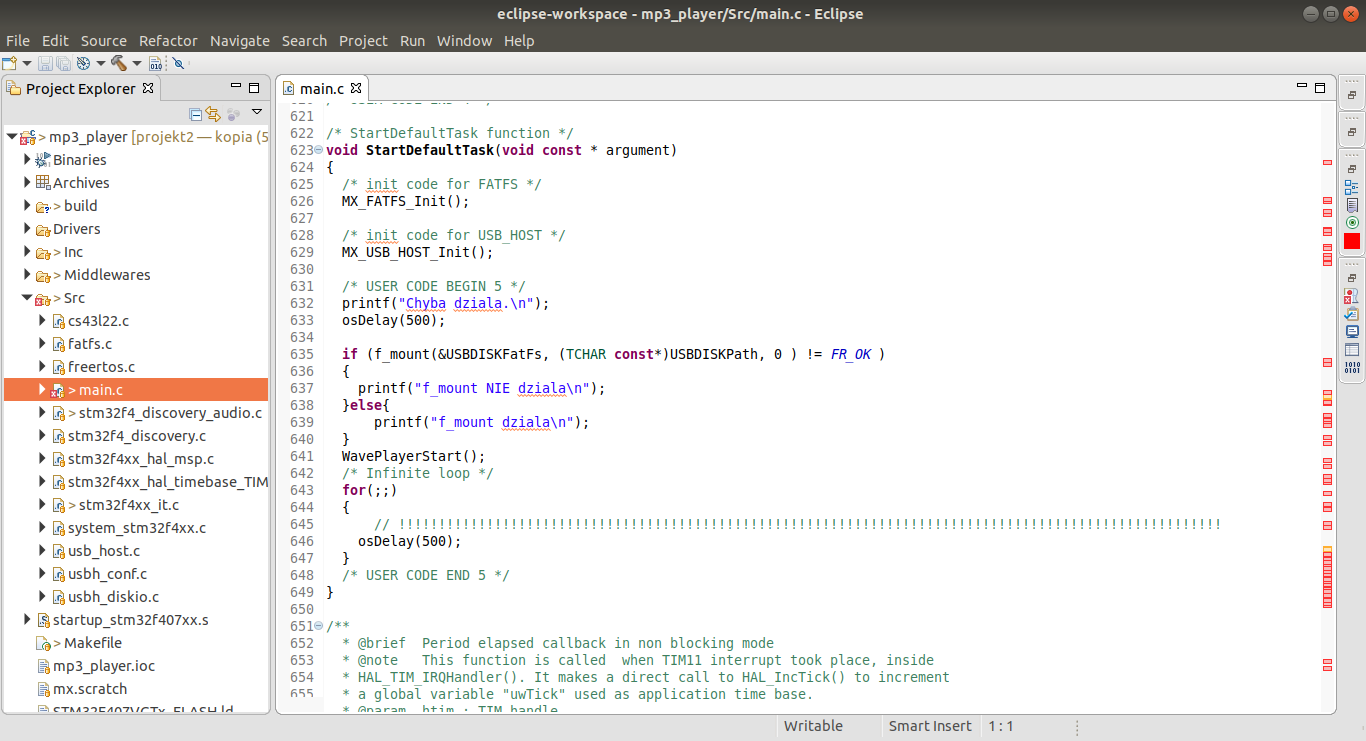 eclipse-workspace - mp3_player/Src/main.c - Eclipse
File Edit Source Refactor Navigate Search Project Run Window Help
Project Explorer
main.c
> mp3_player [projekt2 — kopia (5
Binaries
Archives
> build
Drivers
> Inc
> Middlewares
> Src
cs43l22.c
fatfs.c
freertos.c
> main.c
> stm32f4_discovery_audio.c
stm32f4_discovery.c
stm32f4xx_hal_msp.c
stm32f4xx_hal_timebase_TIM
> stm32f4xx_it.c
system_stm32f4xx.c
usb_host.c
usbh_conf.c
usbh_diskio.c
startup_stm32f407xx.s
> Makefile
mp3_player.ioc
mx.scratch
STM32F407VGTx_FLASH.ld
621
622 /* StartDefaultTask function */
623 void StartDefaultTask(void const * argument)
624 {
625 /* init code for FATFS */
626 MX_FATFS_Init();
627
628 /* init code for USB_HOST */
629 MX_USB_HOST_Init();
630
631 /* USER CODE BEGIN 5 */
632 printf("Chyba dziala.\n");
633 osDelay(500);
634
635 if (f_mount(&USBDISKFatFs, (TCHAR const*)USBDISKPath, 0 ) != FR_OK )
636 {
637 printf("f_mount NIE dziala\n");
638 }else{
639 printf("f_mount dziala\n");
640 }
641 WavePlayerStart();
642 /* Infinite loop */
643 for(;;)
644 {
645 // !!!!!!!!!!!!!!!!!!!!!!!!!!!!!!!!!!!!!!!!!!!!!!!!!!!!!!!!!!!!!!!!!!!!!!!!!!!!!!!!!!!!!!!!!!!!!!!!!!!!!!!
646 osDelay(500);
647 }
648 /* USER CODE END 5 */
649 }
650
651 /**
652 * @brief Period elapsed callback in non blocking mode
653 * @note This function is called when TIM11 interrupt took place, inside
654 * HAL_TIM_IRQHandler(). It makes a direct call to HAL_IncTick() to increment
655 * a global variable "uwTick" used as application time base.
* @param htim : TIM handle
Writable Smart Insert 1 : 1